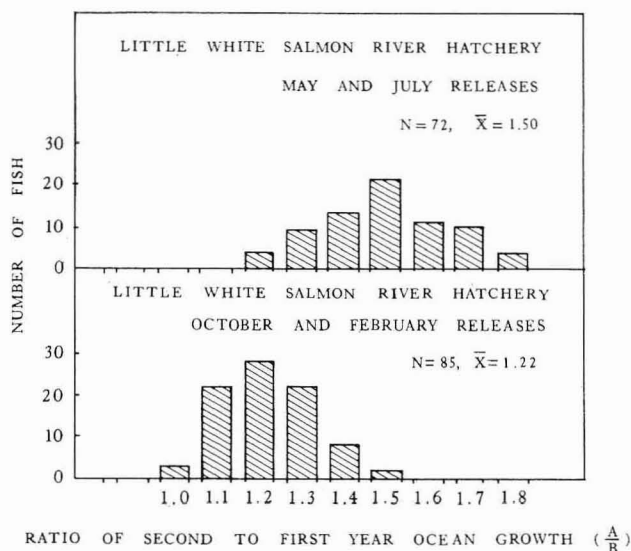 LITTLE WHITE SALMON RIVER HATCHERY
MAY AND JULY RELEASES
N=72, X̅=1.50
30
20
10
0
NUMBER OF FISH
LITTLE WHITE SALMON RIVER HATCHERY
OCTOBER AND FEBRUARY RELEASES
N=85, X̅=1.22
30
20
10
0
1.0 1.1 1.2 1.3 1.4 1.5 1.6 1.7 1.8
RATIO OF SECOND TO FIRST YEAR OCEAN GROWTH (A/B)